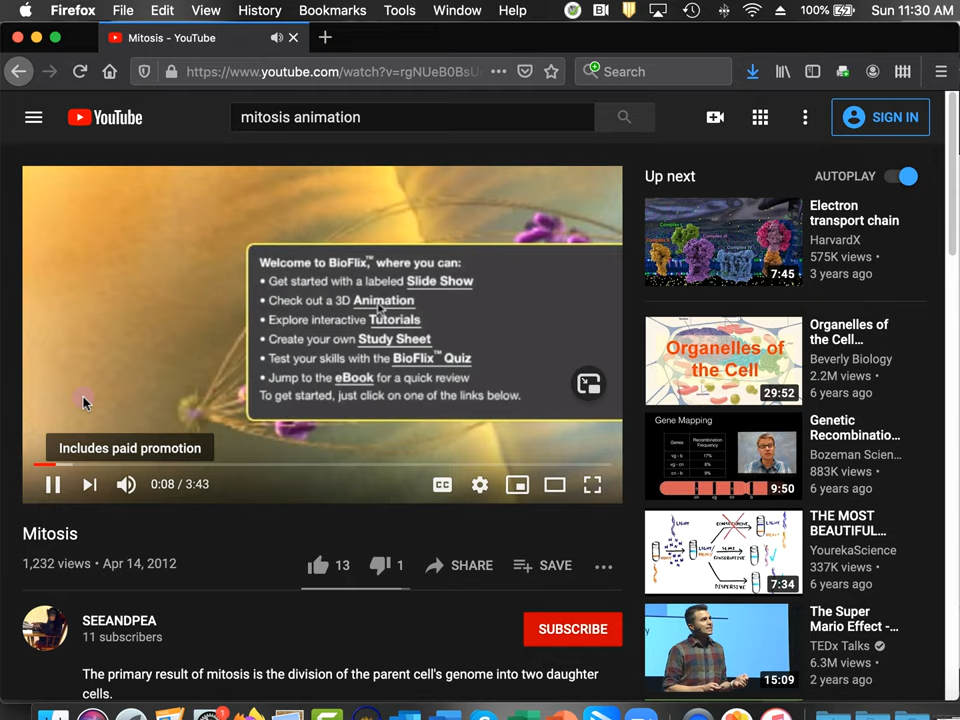 Firefox File Edit View History Bookmarks Tools Window Help 100% Sun 11:30 AM
Mitosis - YouTube
https://www.youtube.com/watch?v=rgNUeB0BsU
Search
YouTube
mitosis animation
SIGN IN
Welcome to BioFlix,™ where you can:
• Get started with a labeled Slide Show
• Check out a 3D Animation
• Explore interactive Tutorials
• Create your own Study Sheet
• Test your skills with the BioFlix™ Quiz
• Jump to the eBook for a quick review
To get started, just click on one of the links below.
Includes paid promotion
0:08 / 3:43
CC
Mitosis
1,232 views • Apr 14, 2012
13 1 SHARE SAVE
SEEANDPEA
11 subscribers
SUBSCRIBE
The primary result of mitosis is the division of the parent cell's genome into two daughter
cells.
Up next
AUTOPLAY
7:45
Electron
transport chain
HarvardX
575K views •
3 years ago
Organelles of
the Cell
29:52
Organelles of
the Cell…
Beverly Biology
2.2M views •
6 years ago
Gene Mapping
9:50
Genetic
Recombinatio…
Bozeman Scien…
883K views •
6 years ago
7:34
THE MOST
BEAUTIFUL…
YourekaScience
337K views •
6 years ago
15:09
The Super
Mario Effect -…
TEDx Talks
6.3M views •
2 years ago